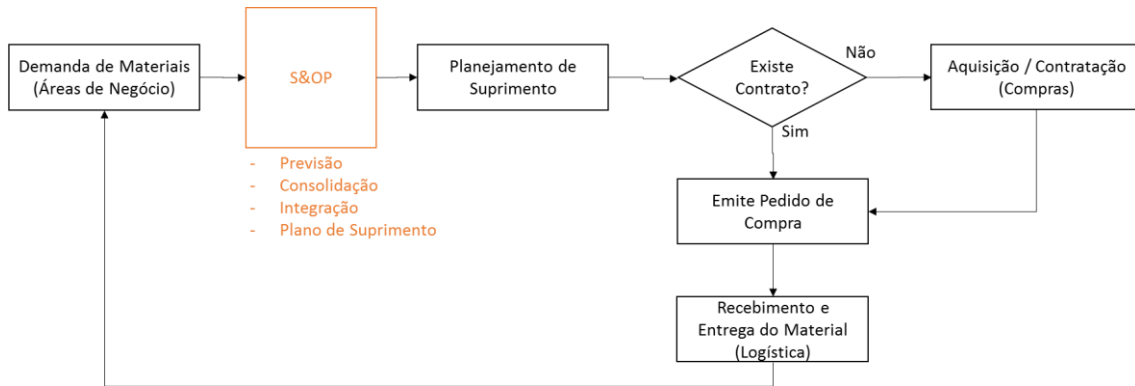 Demanda de Materiais
(Áreas de Negócio)
S&OP
- Previsão
- Consolidação
- Integração
- Plano de Suprimento
Planejamento de
Suprimento
Existe
Contrato?
Não
Sim
Aquisição / Contratação
(Compras)
Emite Pedido de
Compra
Recebimento e
Entrega do Material
(Logística)